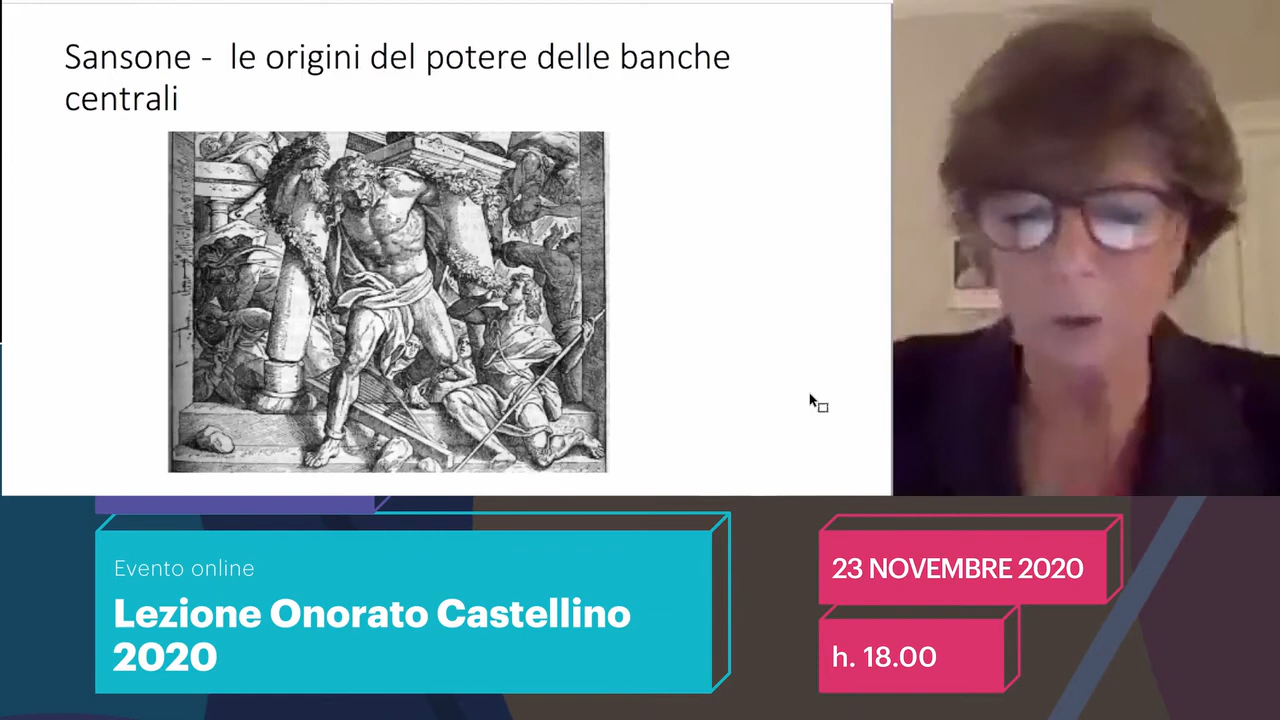 Sansone - le origini del potere delle banche
centrali
Evento online
Lezione Onorato Castellino
2020
23 NOVEMBRE 2020
h. 18.00